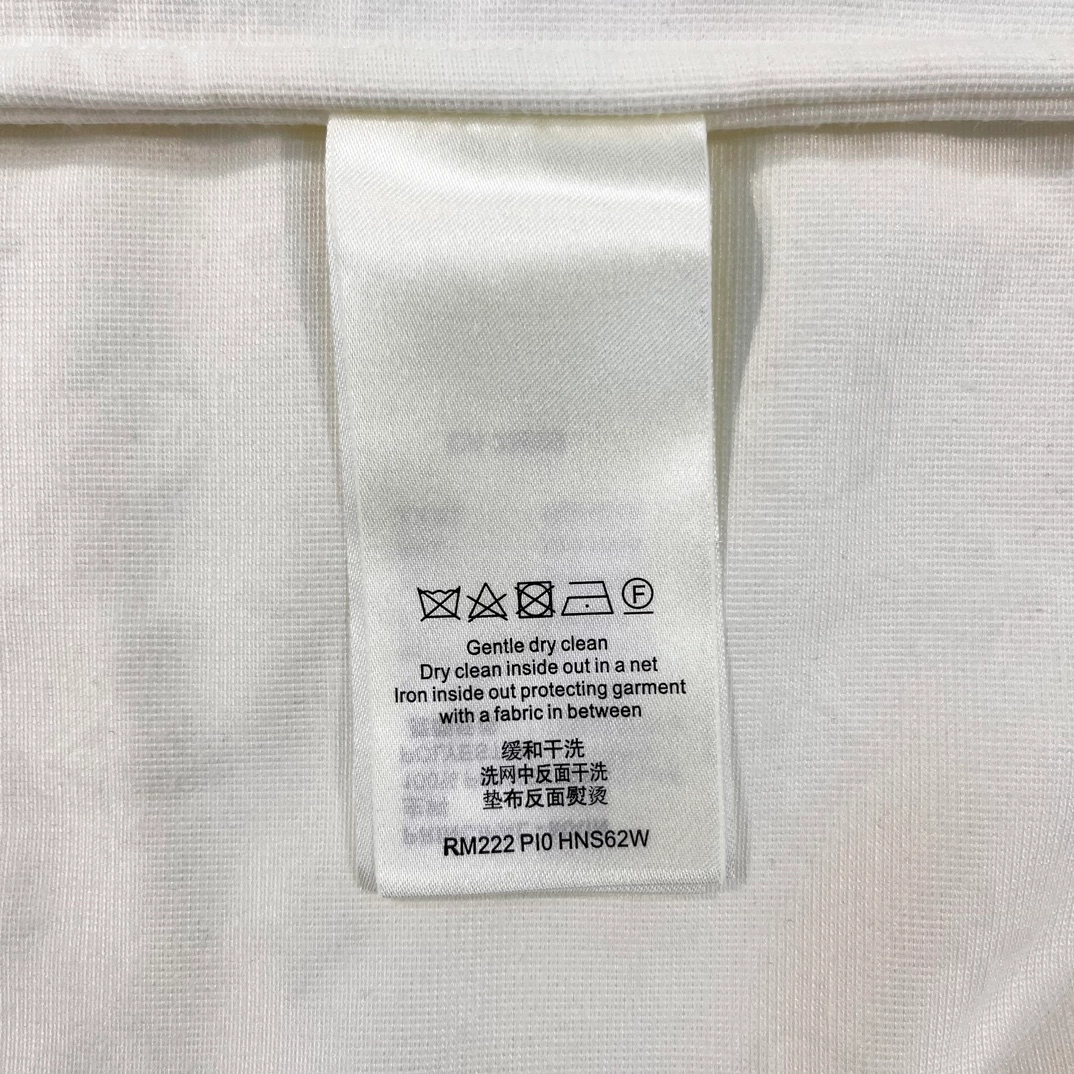 F
Gentle dry clean
Dry clean inside out in a net
Iron inside out protecting garment
with a fabric in between
缓和干洗
洗网中反面干洗
垫布反面熨烫
RM222 PI0 HNS62W